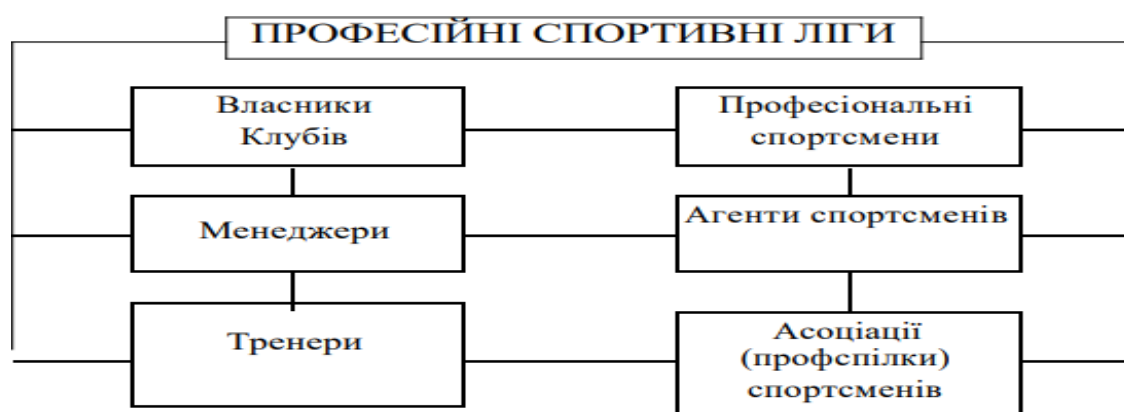 ПРОФЕСІЙНІ СПОРТИВНІ ЛІГИ
Власники
Клубів
Професіональні
спортсмени
Менеджери
Агенти спортсменів
Тренери
Асоціації
(профспілки)
спортсменів